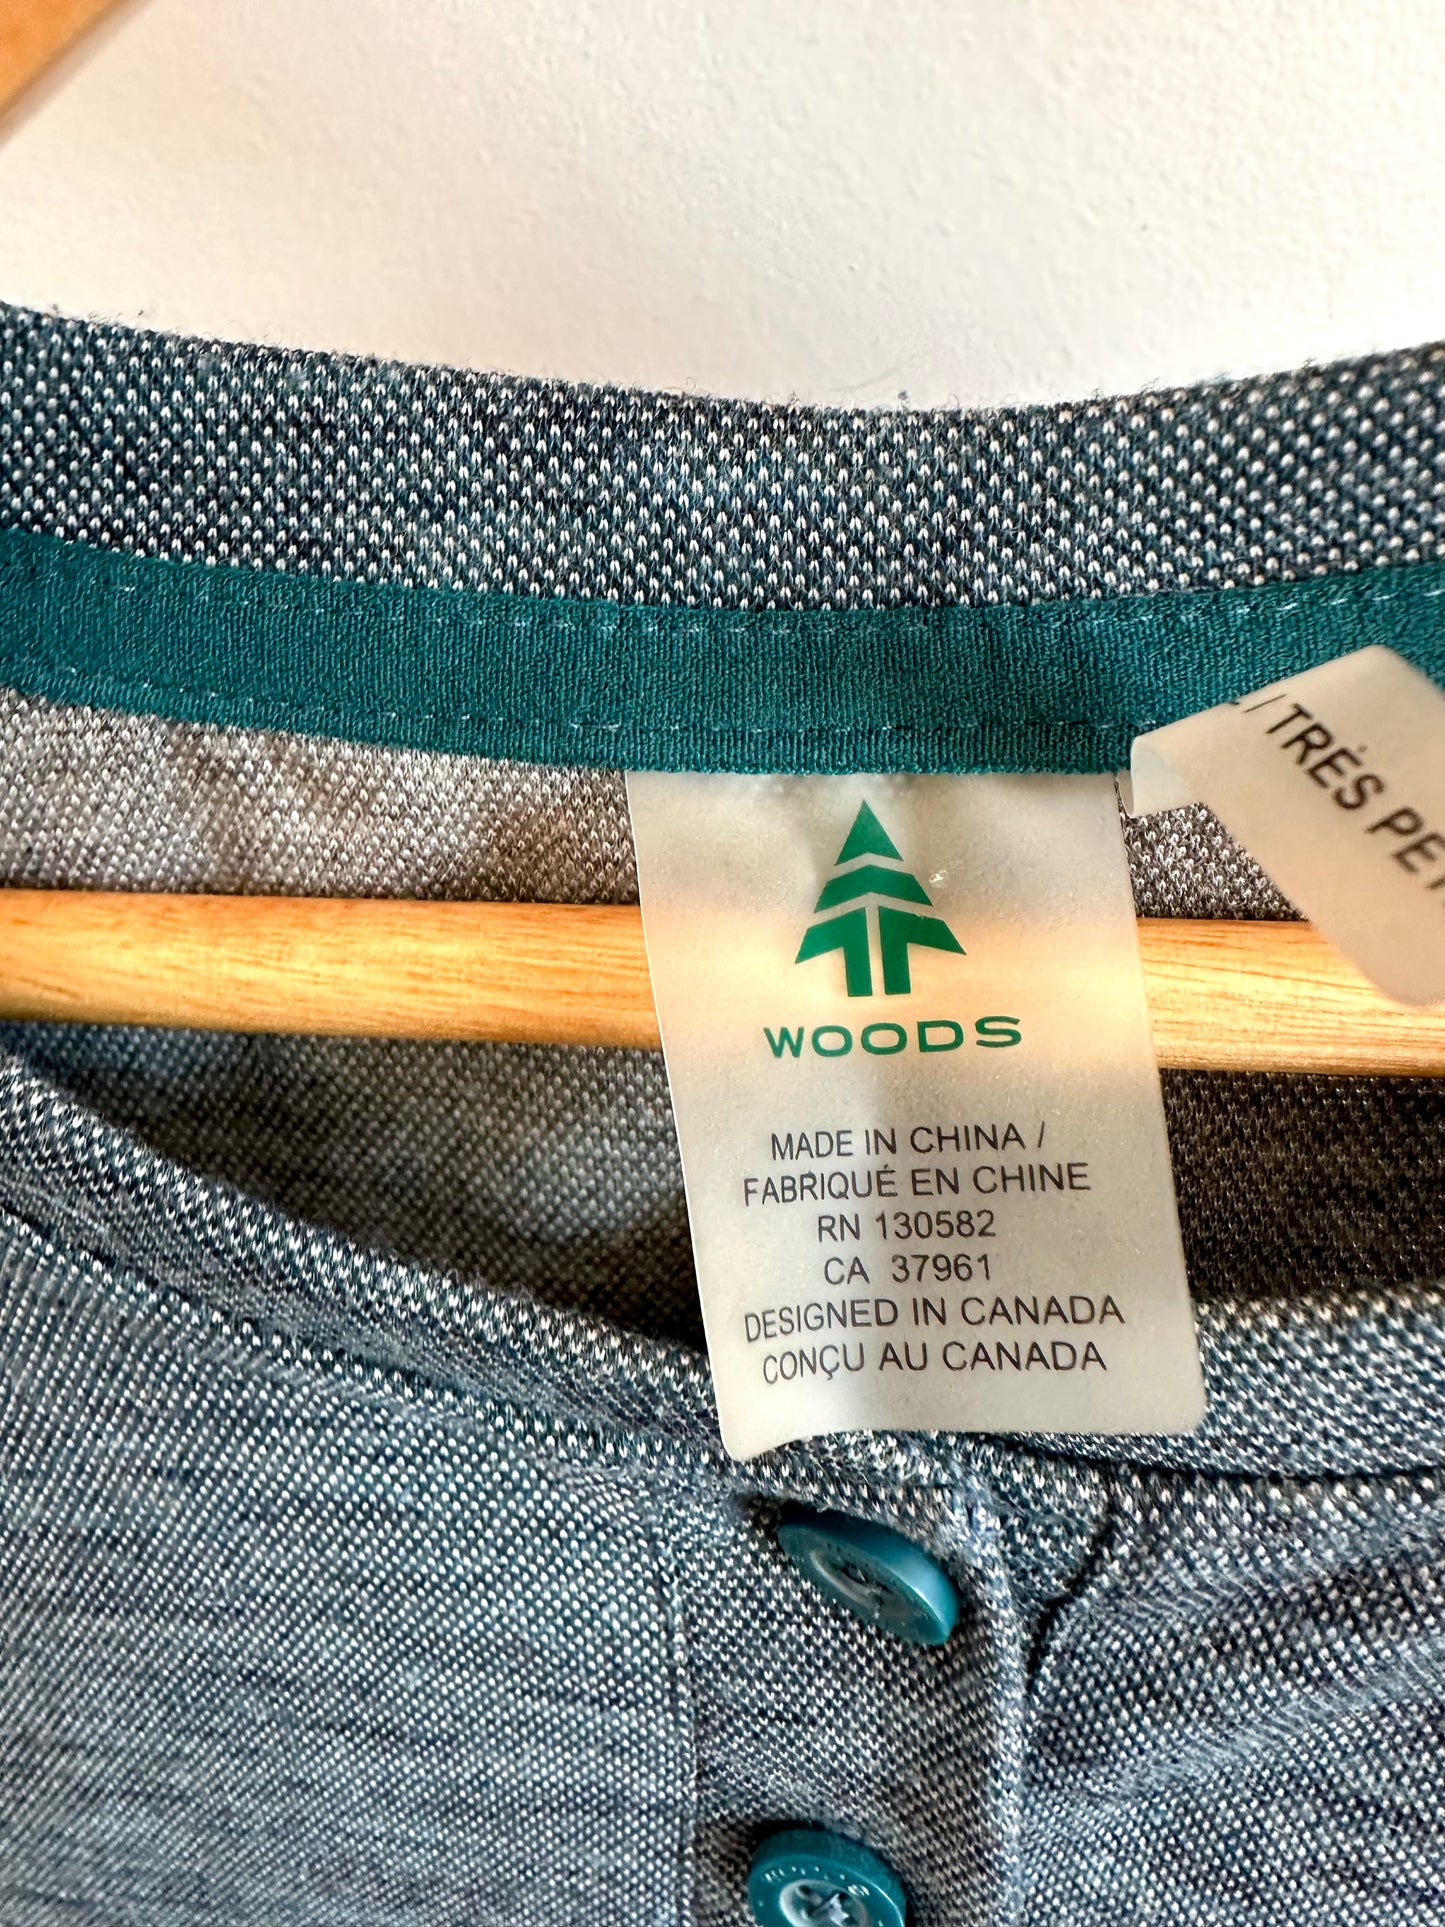 / TRÈS PE
WOODS
MADE IN CHINA /
FABRIQUÉ EN CHINE
RN 130582
CA 37961
DESIGNED IN CANADA
CONÇU AU CANADA